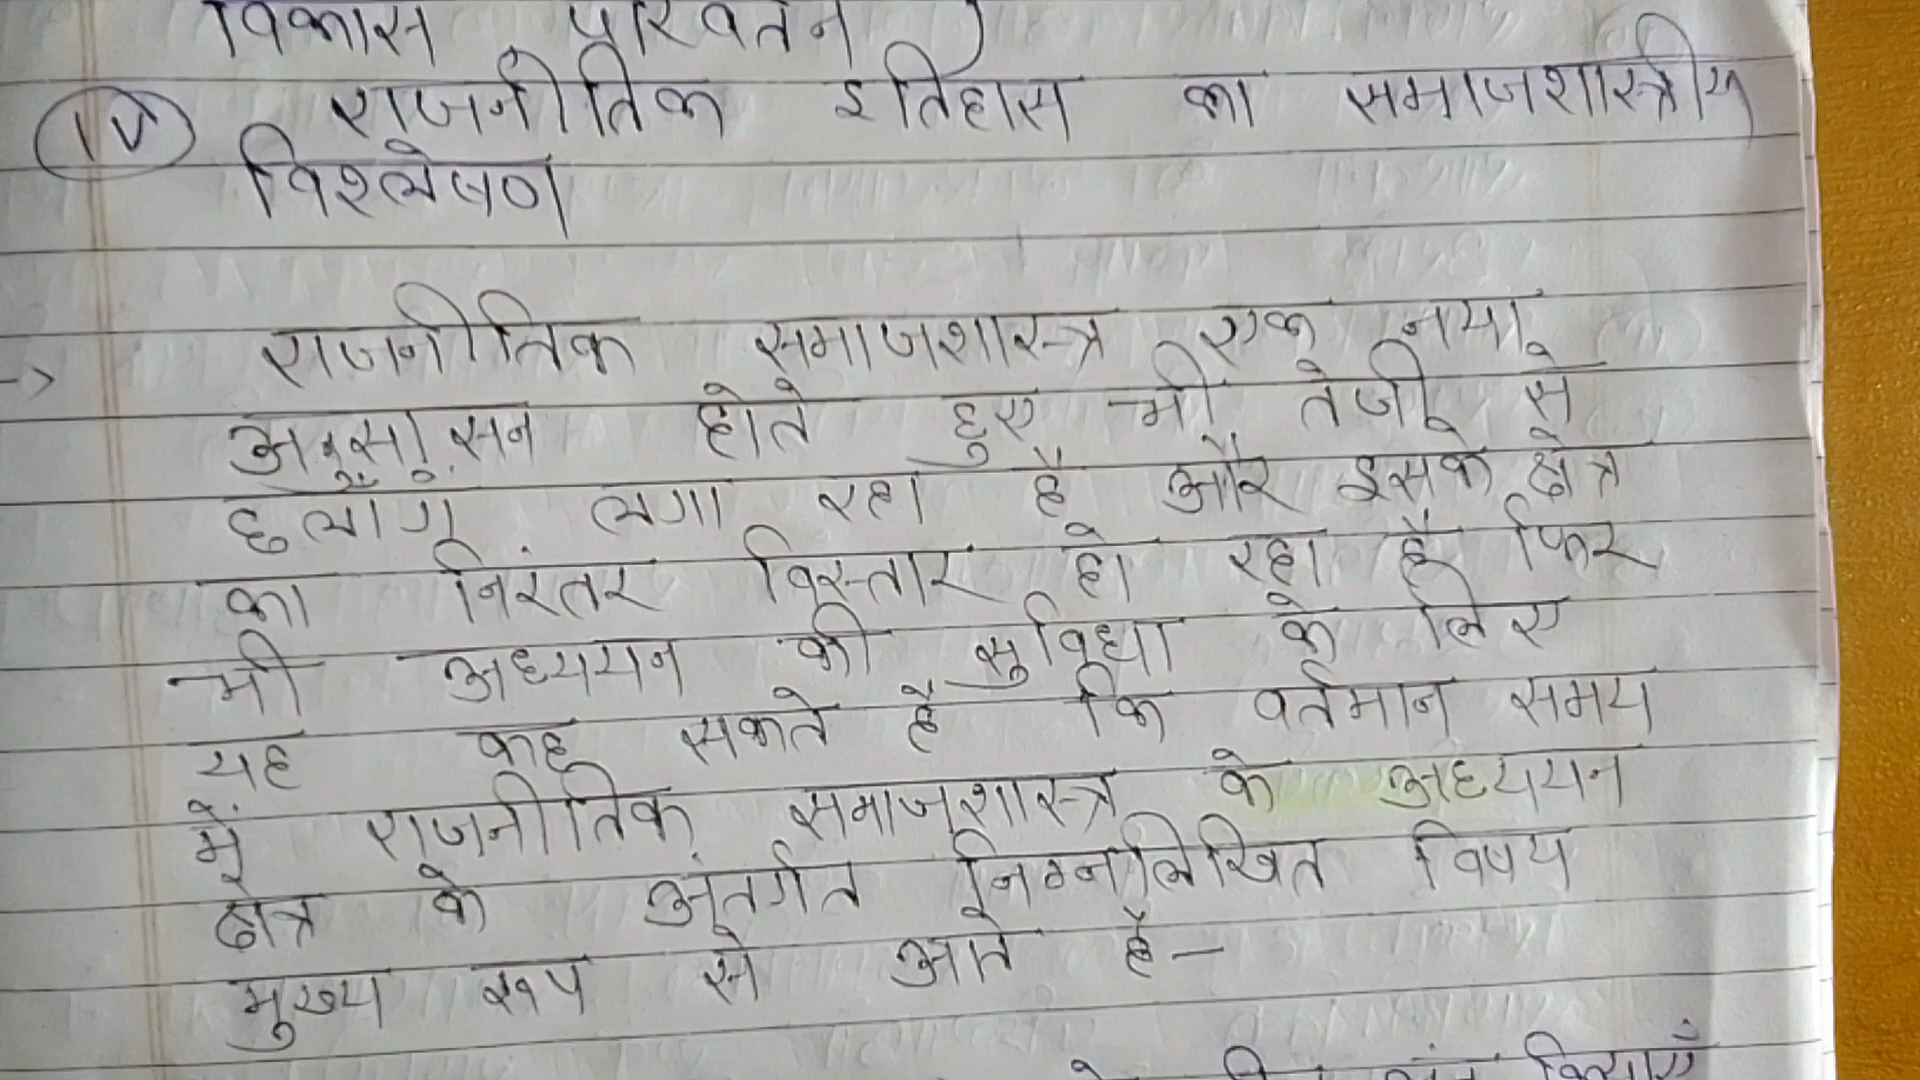 विकास परिवर्तन
(IV) राजनीतिक इतिहास का समाजशास्त्रीय
विश्लेषण
-> राजनीतिक समाजशास्त्र एक नया
होते हुए भी तेजी से
छलांग लगा रहा है और इसके क्षेत्र
का निरंतर विस्तार हो रहा है फिर
भी अध्ययन की सुविधा के लिए
यह कह सकते है कि वर्तमान समय
में राजनीतिक समाजशास्त्र के अध्ययन
क्षेत्र के अंतर्गत निम्नलिखित विषय
मुख्य रूप से आते है-